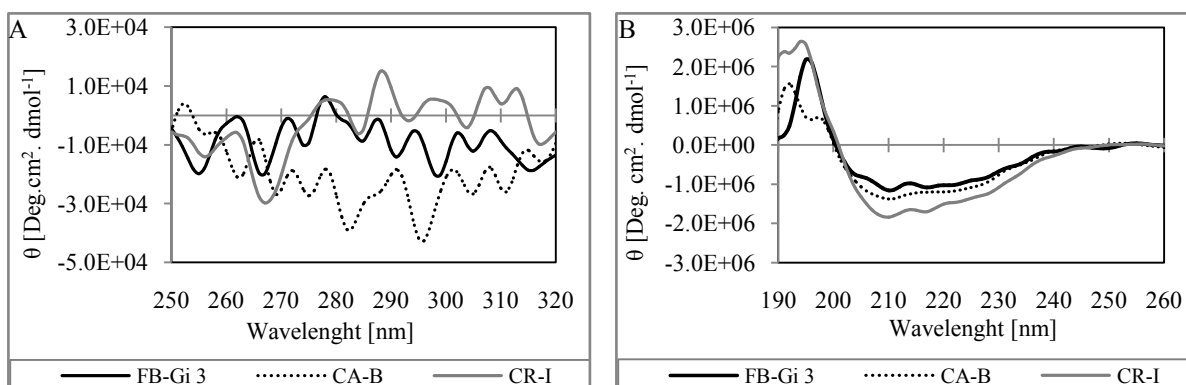 A
θ [Deg.cm². dmol⁻¹]
3.0E+04
1.0E+04
-1.0E+04
-3.0E+04
-5.0E+04
250 260 270 280 290 300 310 320
Wavelenght [nm]
FB-Gi 3 CA-B CR-I
B
θ [Deg. cm². dmol⁻¹]
3.0E+06
2.0E+06
1.0E+06
0.0E+00
-1.0E+06
-2.0E+06
-3.0E+06
190 200 210 220 230 240 250 260
Wavelenght [nm]
FB-Gi 3 CA-B CR-I